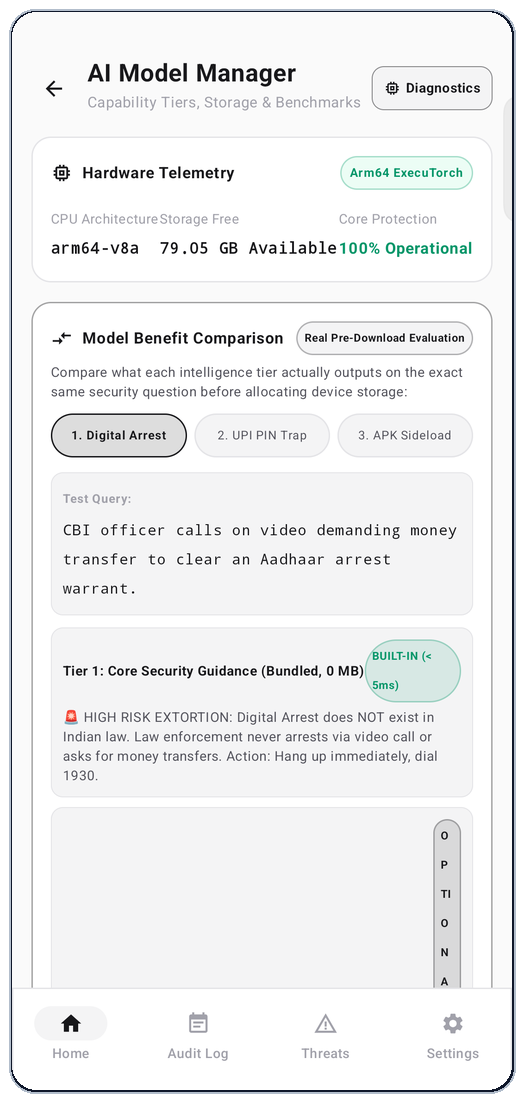 AI Model Manager
Capability Tiers, Storage & Benchmarks
Diagnostics
Hardware Telemetry
Arm64 ExecuTorch
CPU Architecture
Storage Free
Core Protection
arm64-v8a
79.05 GB Available
100% Operational
Model Benefit Comparison
Real Pre-Download Evaluation
Compare what each intelligence tier actually outputs on the exact
same security question before allocating device storage:
1. Digital Arrest
2. UPI PIN Trap
3. APK Sideload
Test Query:
CBI officer calls on video demanding money
transfer to clear an Aadhaar arrest
warrant.
Tier 1: Core Security Guidance (Bundled, 0 MB)
BUILT-IN (<
5ms)
🚨 HIGH RISK EXTORTION: Digital Arrest does NOT exist in
Indian law. Law enforcement never arrests via video call or
asks for money transfers. Action: Hang up immediately, dial
1930.
O
P
TI
O
N
A
Home
Audit Log
Threats
Settings